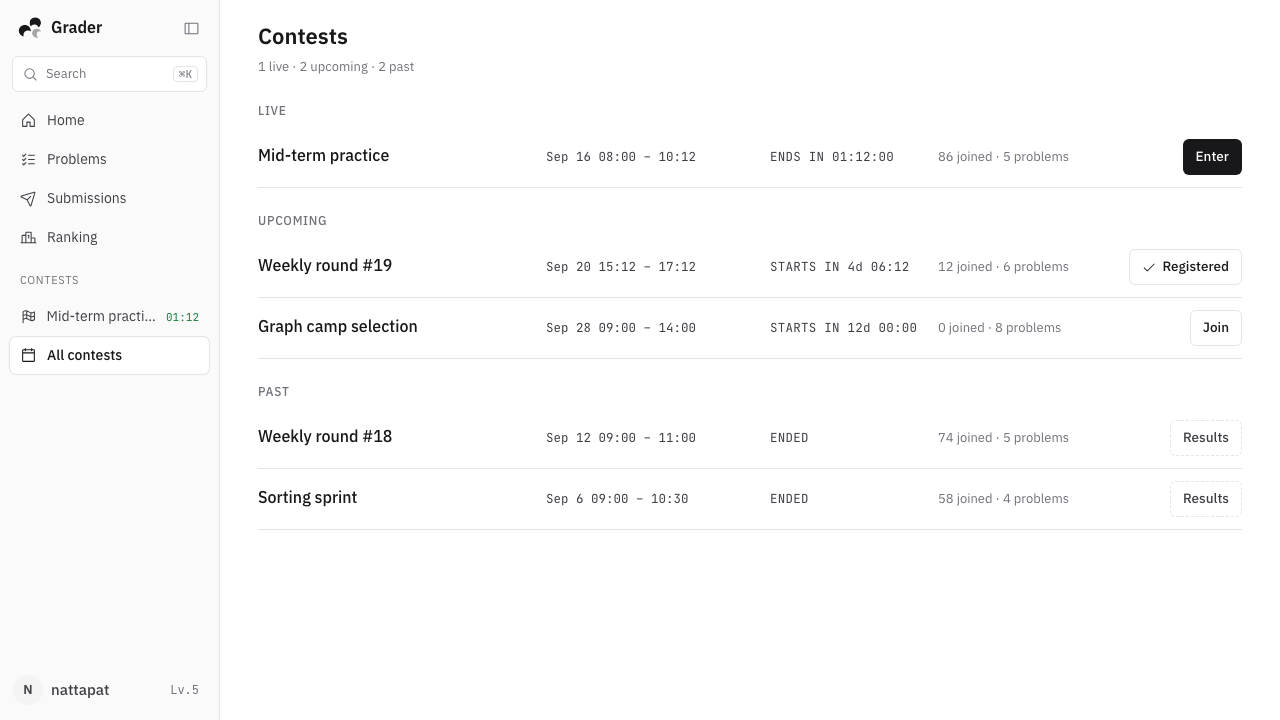 Grader
Search ⌘K
Home
Problems
Submissions
Ranking
CONTESTS
Mid-term practi... 01:12
All contests
N nattapat Lv.5
Contests
1 live · 2 upcoming · 2 past
LIVE
Mid-term practice Sep 16 08:00 – 10:12 ENDS IN 01:12:00 86 joined · 5 problems Enter
UPCOMING
Weekly round #19 Sep 20 15:12 – 17:12 STARTS IN 4d 06:12 12 joined · 6 problems Registered
Graph camp selection Sep 28 09:00 – 14:00 STARTS IN 12d 00:00 0 joined · 8 problems Join
PAST
Weekly round #18 Sep 12 09:00 – 11:00 ENDED 74 joined · 5 problems Results
Sorting sprint Sep 6 09:00 – 10:30 ENDED 58 joined · 4 problems Results